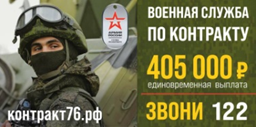 ВОЕННАЯ СЛУЖБА
ПО КОНТРАКТУ
405 000 ₽
единовременная выплата
ЗВОНИ 122
контракт76.рф